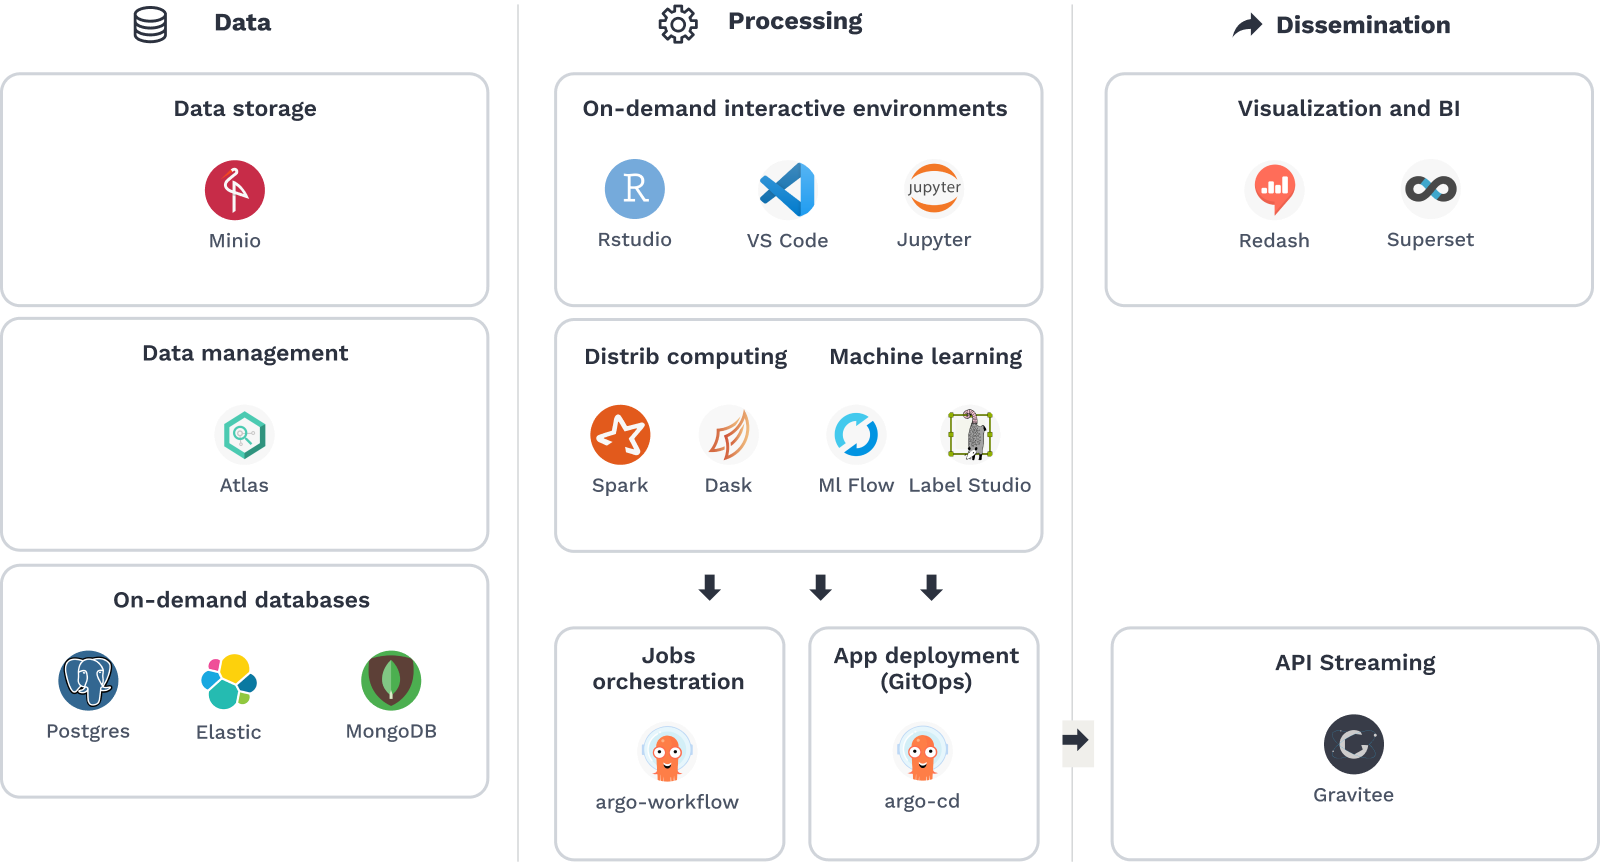 Data
Data storage
Minio
Data management
Atlas
On-demand databases
Postgres
Elastic
MongoDB
Processing
On-demand interactive environments
R
jupyter
Rstudio
VS Code
Jupyter
Distrib computing
Machine learning
Spark
Dask
Ml Flow
Label Studio
Jobs
orchestration
argo-workflow
App deployment
(GitOps)
argo-cd
Dissemination
Visualization and BI
Redash
Superset
API Streaming
Gravitee